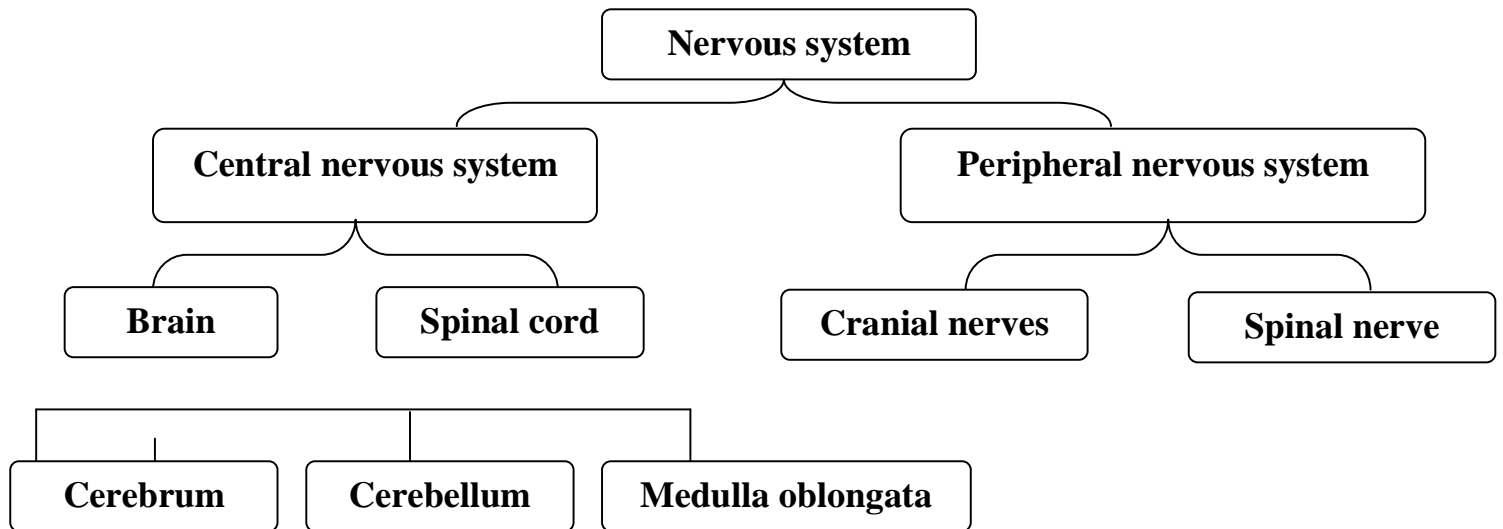 Nervous system
Central nervous system
Peripheral nervous system
Brain
Spinal cord
Cranial nerves
Spinal nerve
Cerebrum
Cerebellum
Medulla oblongata